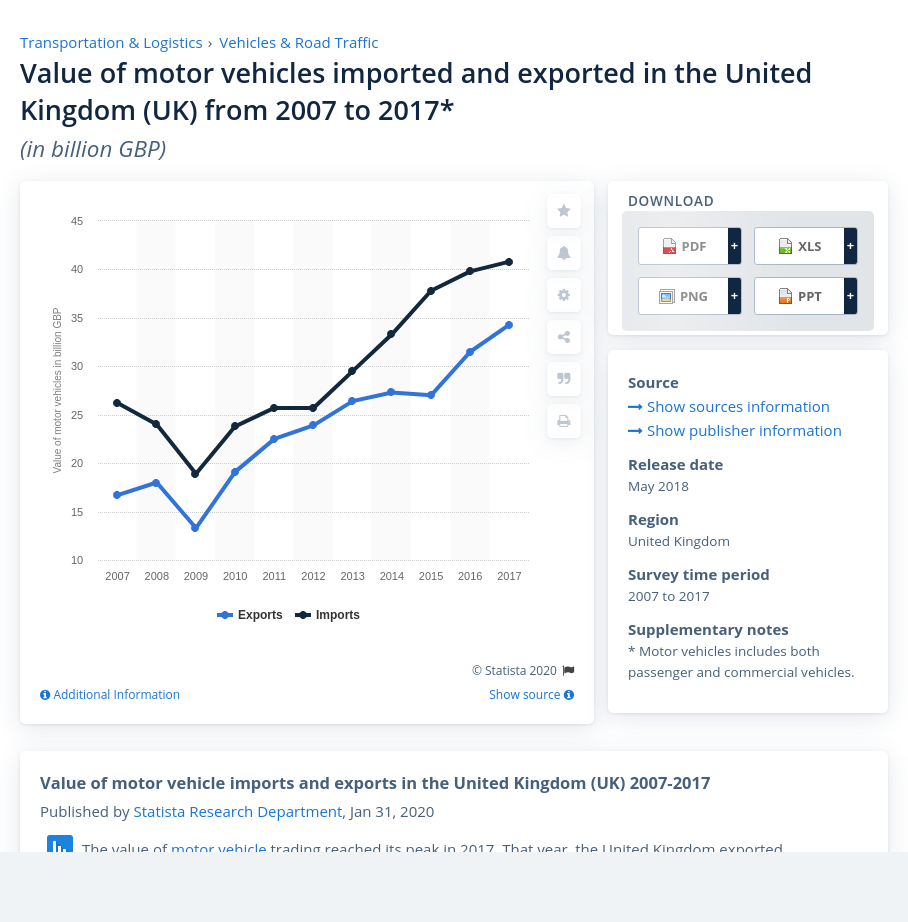 Transportation & Logistics › Vehicles & Road Traffic
Value of motor vehicles imported and exported in the United
Kingdom (UK) from 2007 to 2017*
(in billion GBP)
Value of motor vehicles in billion GBP
45
40
35
30
25
20
15
10
2007 2008 2009 2010 2011 2012 2013 2014 2015 2016 2017
Exports Imports
© Statista 2020
Additional Information
Show source
DOWNLOAD
PDF + XLS +
PNG + PPT +
Source
Show sources information
Show publisher information
Release date
May 2018
Region
United Kingdom
Survey time period
2007 to 2017
Supplementary notes
* Motor vehicles includes both
passenger and commercial vehicles.
Value of motor vehicle imports and exports in the United Kingdom (UK) 2007-2017
Published by Statista Research Department, Jan 31, 2020
The value of motor vehicle trading reached its peak in 2017. That year, the United Kingdom exported